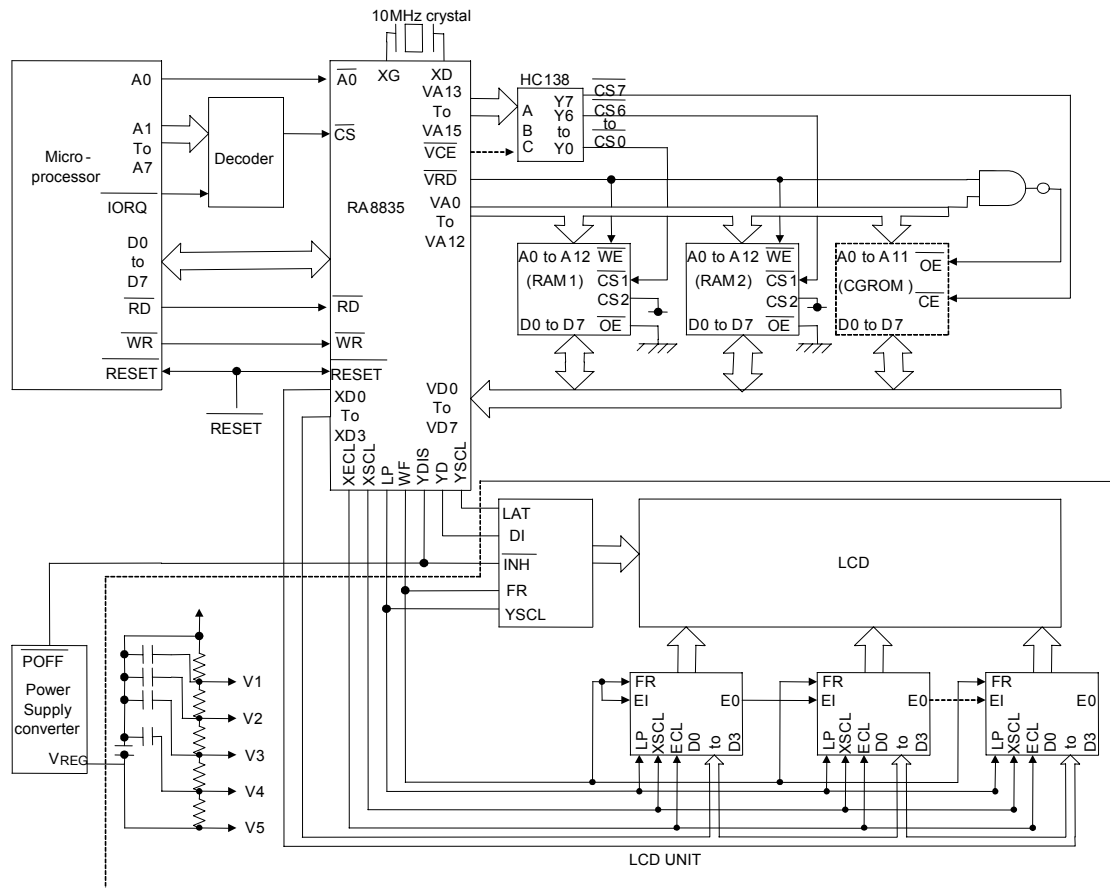 10MHz crystal
XG XD
HC138
A0
A1
To
A7
Micro-
processor
IORQ
D0
to
D7
RD
WR
RESET
Decoder
RESET
A0
CS
RA8835
RD
WR
RESET
XD0
To
XD3
VA13
To
VA15
VCE
VRD
VA0
To
VA12
VD0
To
VD7
XECL
XSCL
LP
WF
YDIS
YD
YSCL
A
B
C
Y7
Y6
to
Y0
CS7
CS6
to
CS0
A0 to A12 WE
(RAM1) CS1
CS2
D0 to D7 OE
A0 to A12 WE
(RAM2) CS1
CS2
D0 to D7 OE
A0 to A11 OE
(CGROM) CE
D0 to D7
LAT
DI
INH
FR
YSCL
LCD
POFF
Power
Supply
converter
VREG
V1
V2
V3
V4
V5
FR
EI E0
LP
XSCL
ECL
D0
to
D3
FR
EI E0
LP
XSCL
ECL
D0
to
D3
FR
EI E0
LP
XSCL
ECL
D0
to
D3
LCD UNIT